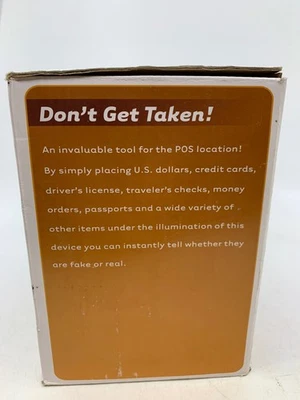 Don't Get Taken!
An invaluable tool for the POS location!
By simply placing U.S. dollars, credit cards,
driver's license, traveler's checks, money
orders, passports and a wide variety of
other items under the illumination of this
device you can instantly tell whether they
are fake or real.